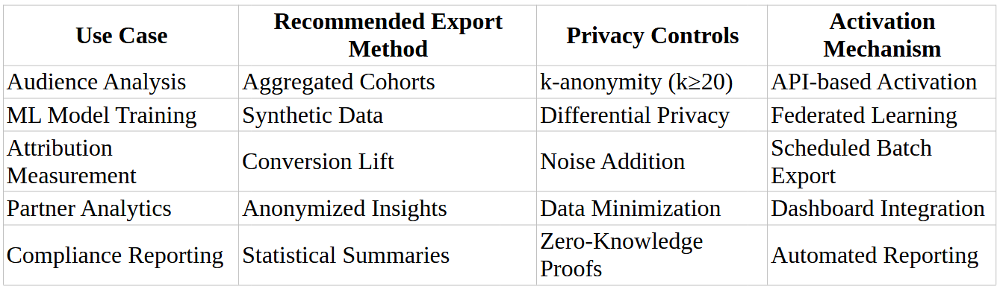 Use Case
Recommended Export
Method
Privacy Controls
Activation
Mechanism
Audience Analysis
Aggregated Cohorts
k-anonymity (k≥20)
API-based Activation
ML Model Training
Synthetic Data
Differential Privacy
Federated Learning
Attribution
Measurement
Conversion Lift
Noise Addition
Scheduled Batch
Export
Partner Analytics
Anonymized Insights
Data Minimization
Dashboard Integration
Compliance Reporting
Statistical Summaries
Zero-Knowledge
Proofs
Automated Reporting